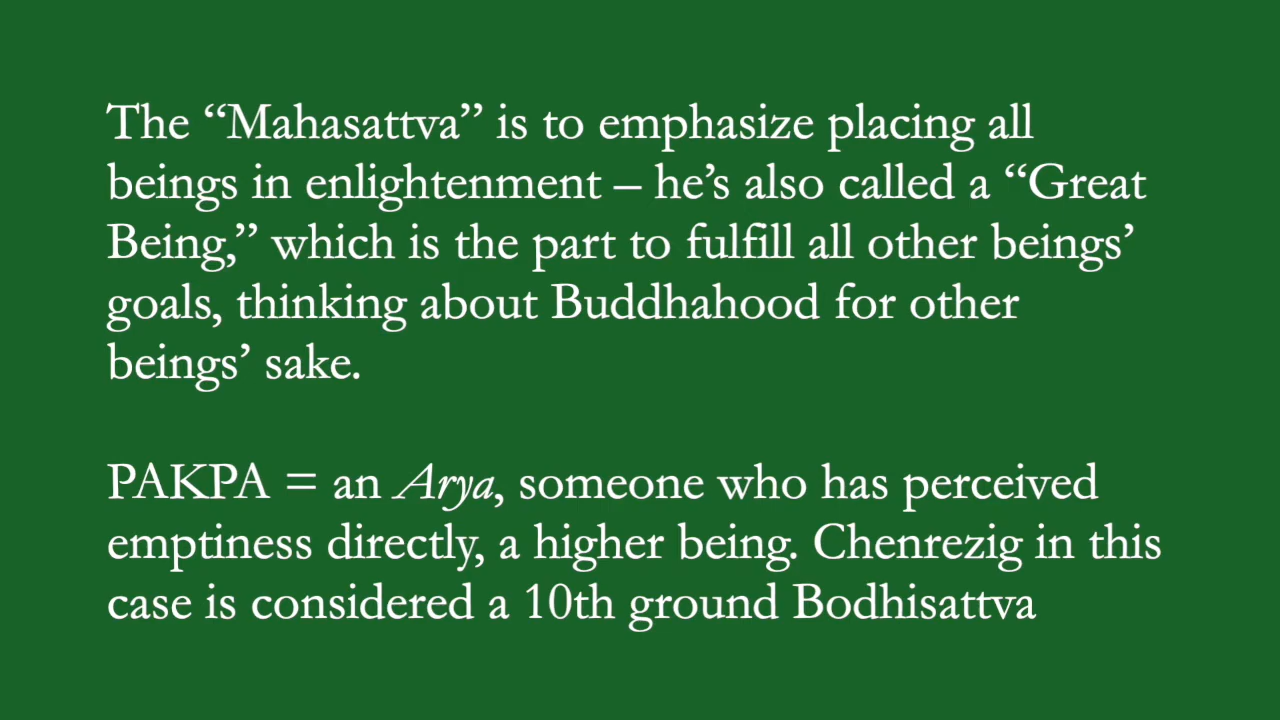 The “Mahasattva” is to emphasize placing all
beings in enlightenment – he’s also called a “Great
Being,” which is the part to fulfill all other beings’
goals, thinking about Buddhahood for other
beings’ sake.
PAKPA = an Arya, someone who has perceived
emptiness directly, a higher being. Chenrezig in this
case is considered a 10th ground Bodhisattva